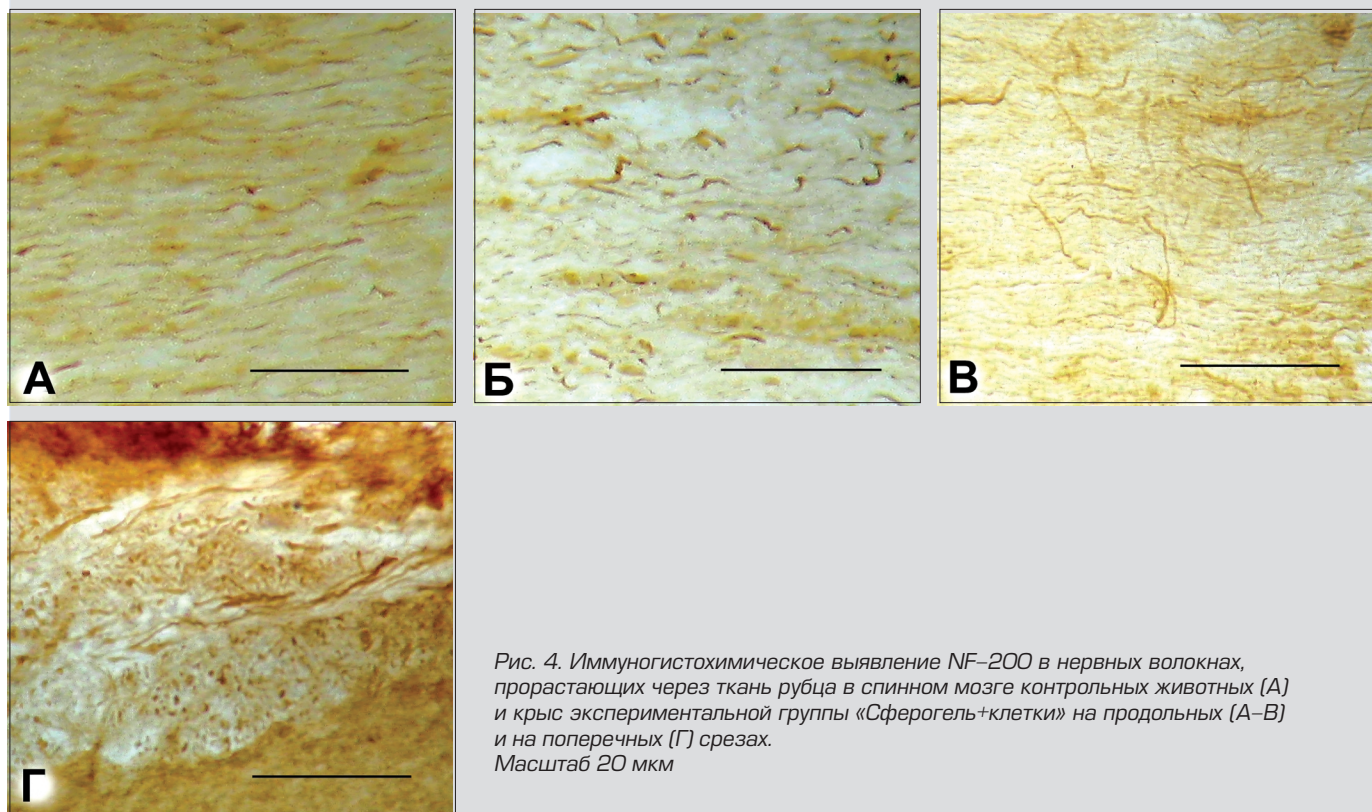 А
Б
В
Г
Рис. 4. Иммуногистохимическое выявление NF–200 в нервных волокнах,
прорастающих через ткань рубца в спинном мозге контрольных животных (А)
и крыс экспериментальной группы «Сферогель+клетки» на продольных (А–В)
и на поперечных (Г) срезах.
Масштаб 20 мкм